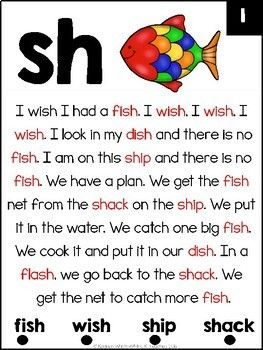 sh
1
I wish I had a fish. I wish. I wish. I
wish. I look in my dish and there is no
fish. I am on this ship and there is no
fish. We have a plan. We get the fish
net from the shack on the ship. We put
it in the water. We catch one big fish.
We cook it and put it in our dish. In a
flash, we go back to the shack. We
get the net to catch more fish.
fish wish ship shack